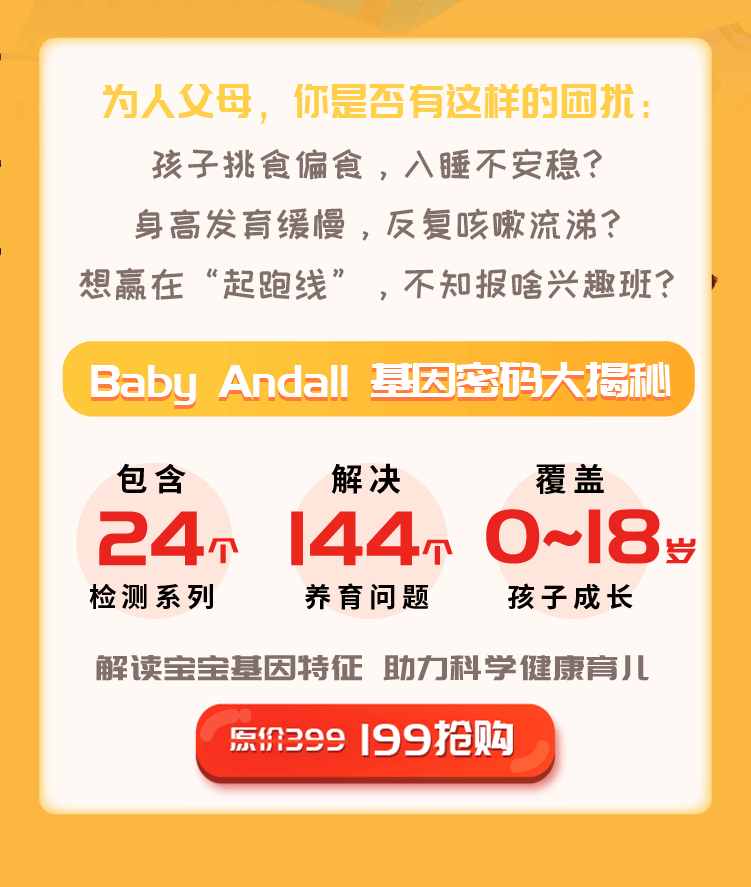 为人父母，你是否有这样的困扰：
孩子挑食偏食，入睡不安稳？
身高发育缓慢，反复咳嗽流涕？
想赢在“起跑线”，不知报啥兴趣班？
Baby Andall 基因密码大揭秘
包含 解决 覆盖
24个 144个 0~18岁
检测系列 养育问题 孩子成长
解读宝宝基因特征 助力科学健康育儿
原价399 199抢购